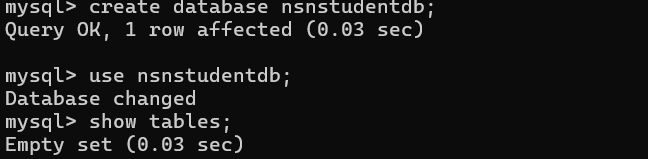 mysql> create database nsnstudentdb;
Query OK, 1 row affected (0.03 sec)
mysql> use nsnstudentdb;
Database changed
mysql> show tables;
Empty set (0.03 sec)